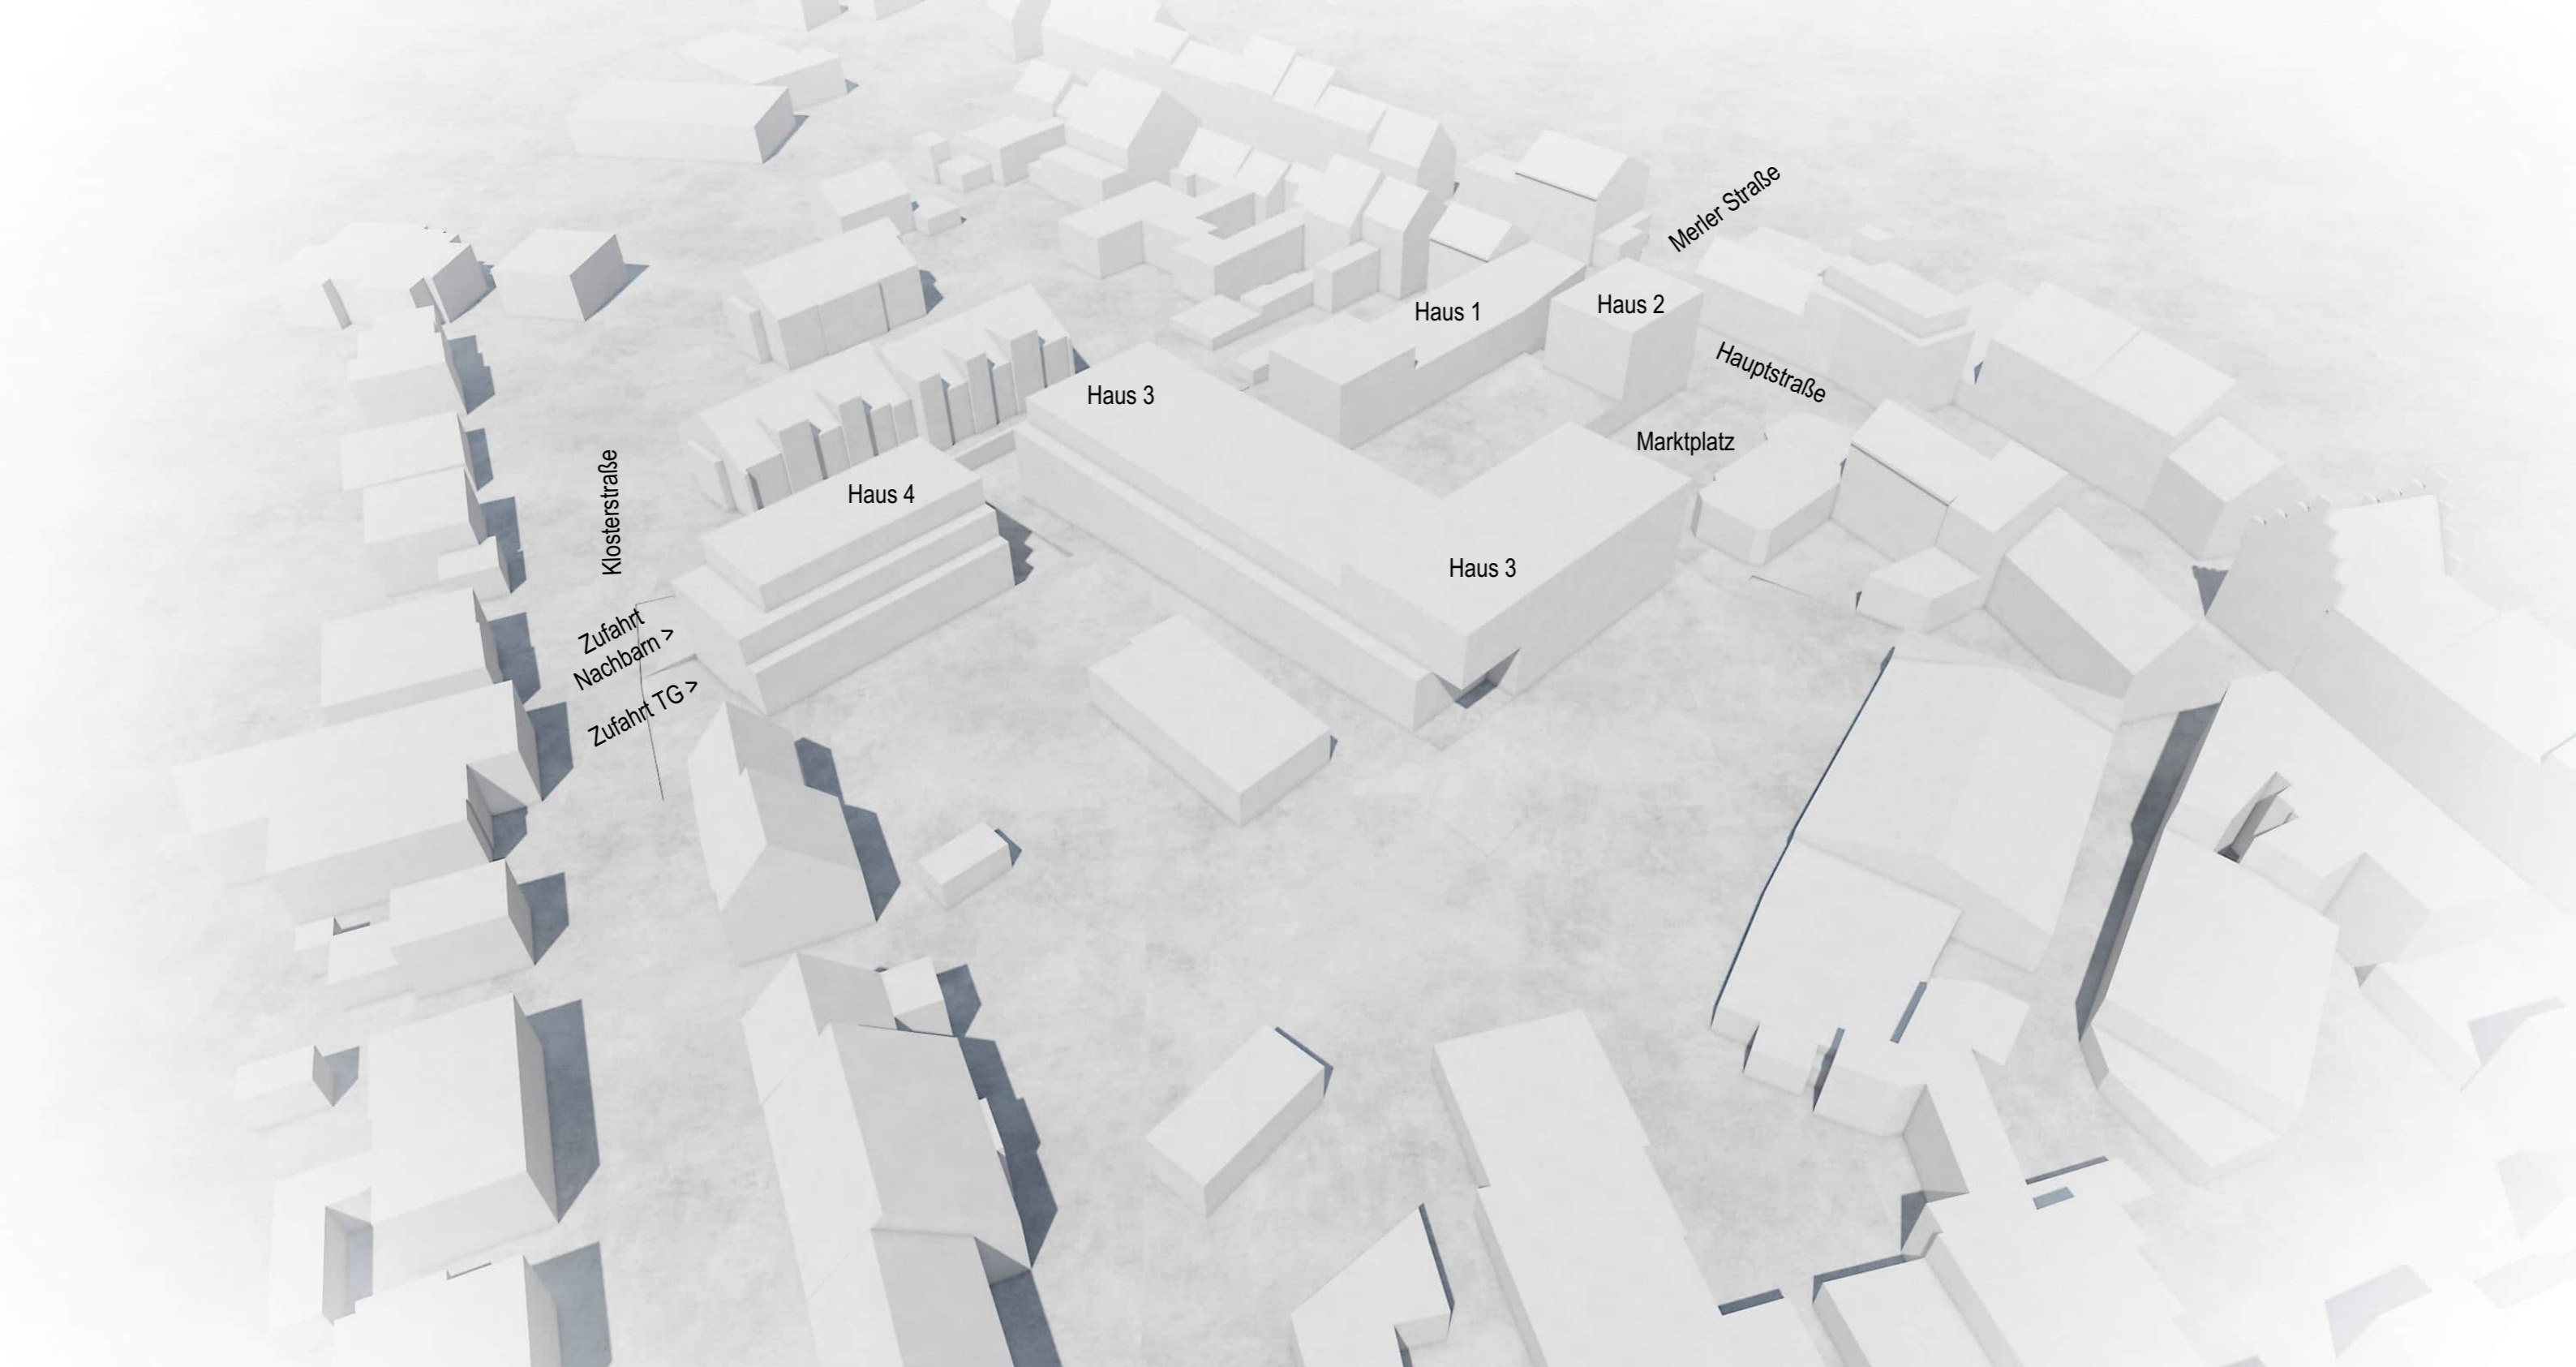 Merler Straße
Haus 1
Haus 2
Hauptstraße
Haus 3
Marktplatz
Haus 4
Klosterstraße
Haus 3
Zufahrt
Nachbarn >
Zufahrt TG >